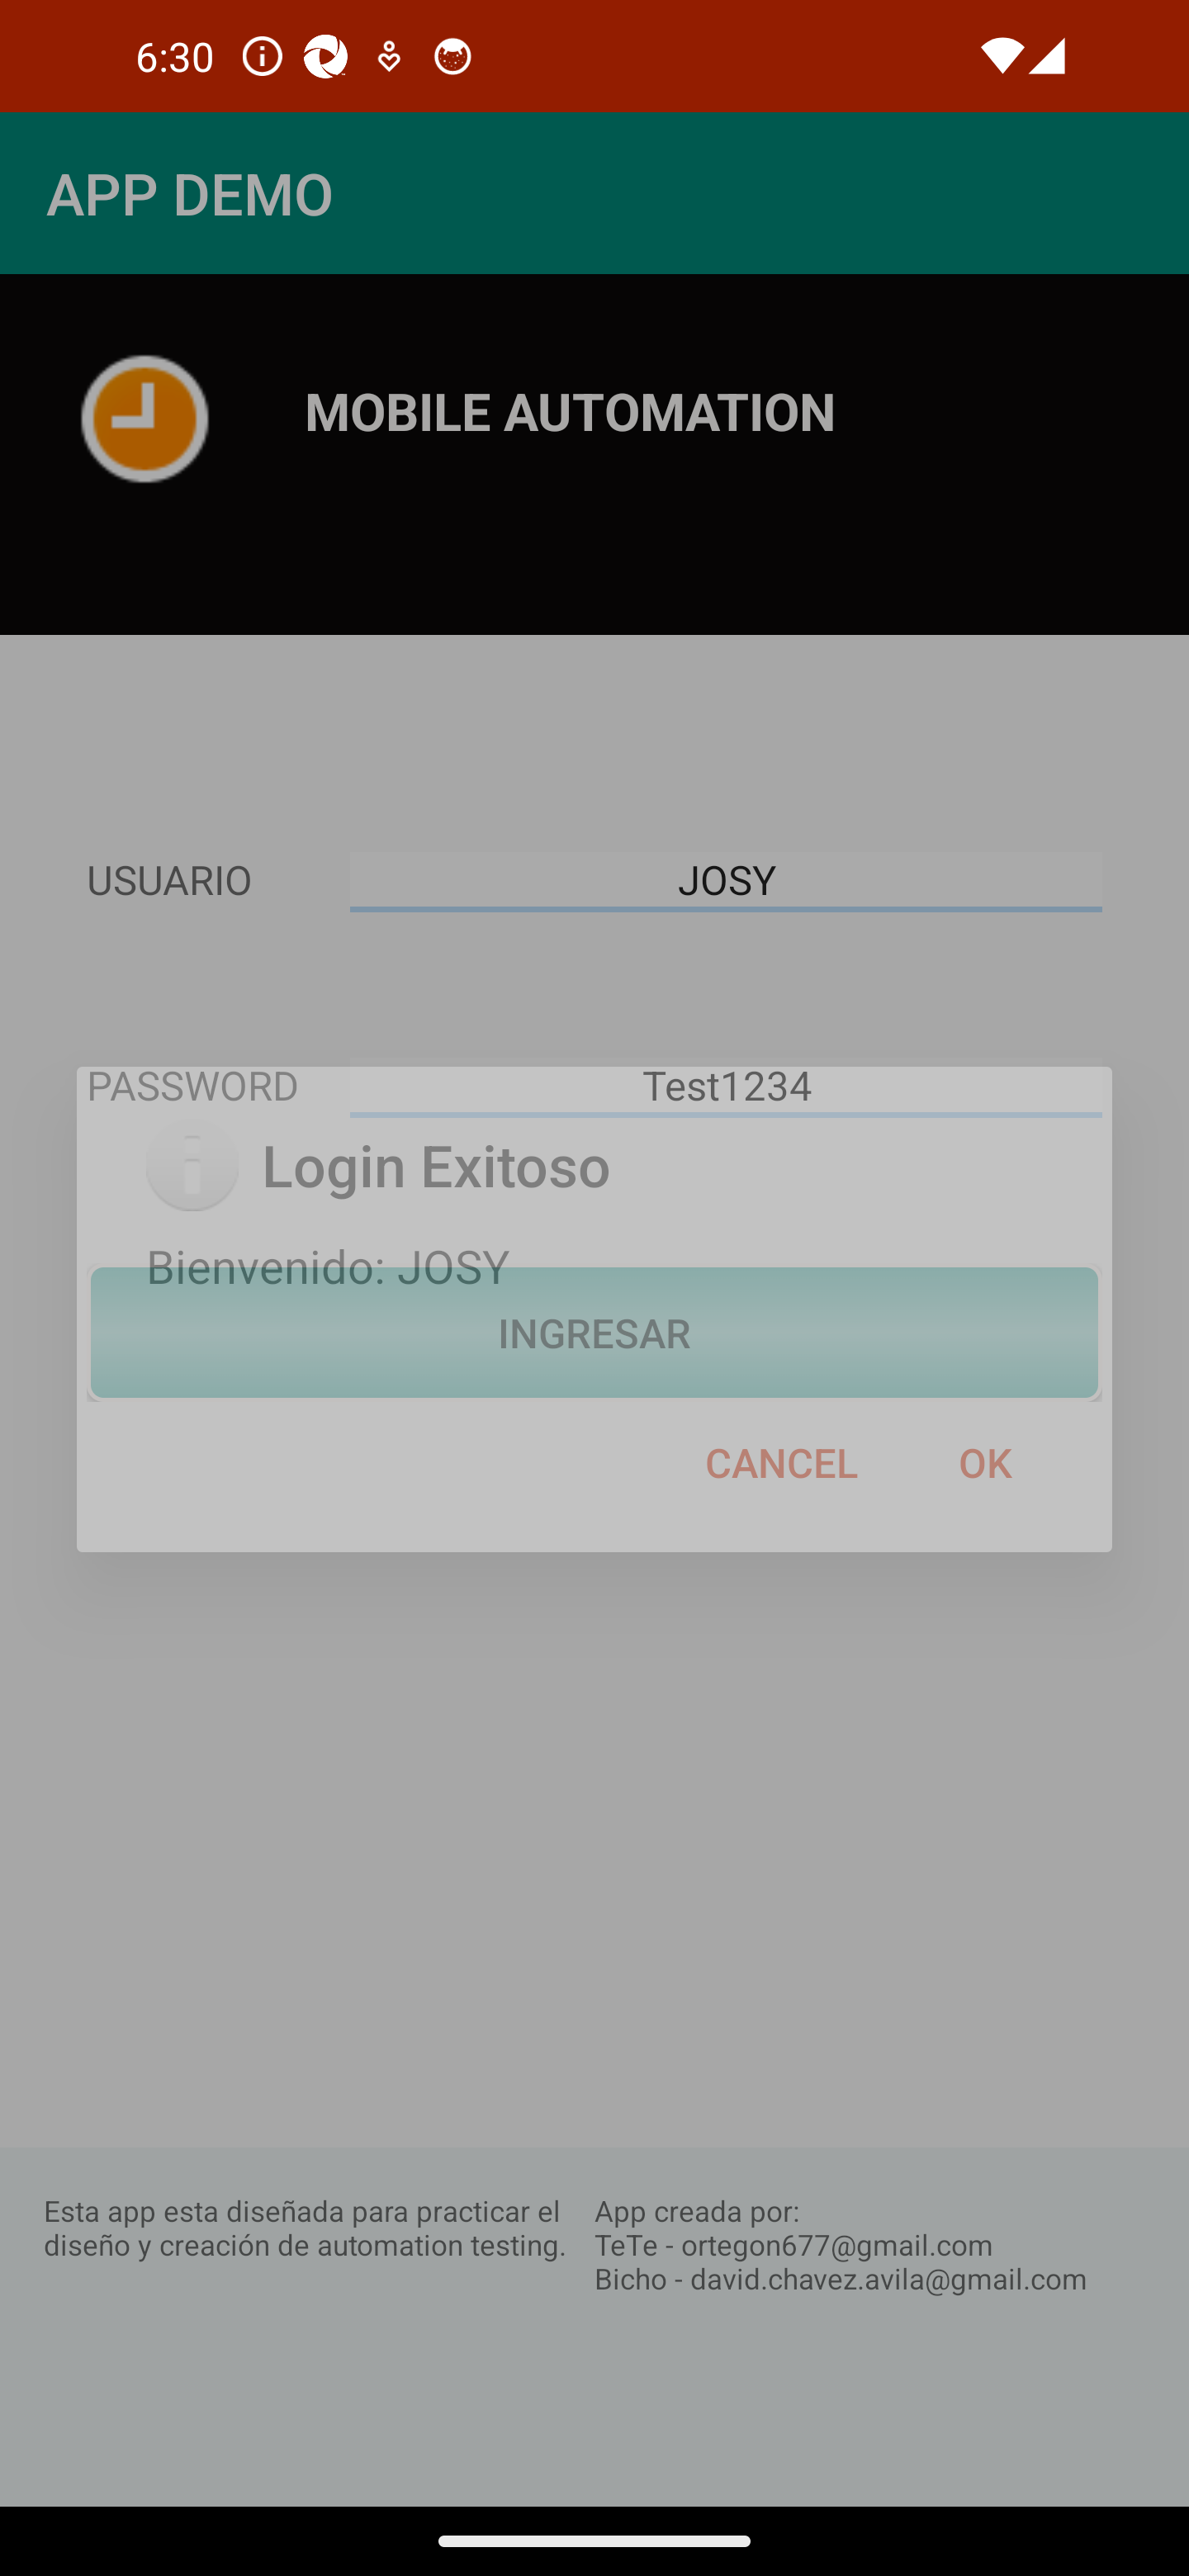 6:30
APP DEMO
MOBILE AUTOMATION
USUARIO JOSY
PASSWORD Test1234
Login Exitoso
Bienvenido: JOSY
INGRESAR
CANCEL OK
Esta app esta diseñada para practicar el
diseño y creación de automation testing.
App creada por:
TeTe - ortegon677@gmail.com
Bicho - david.chavez.avila@gmail.com